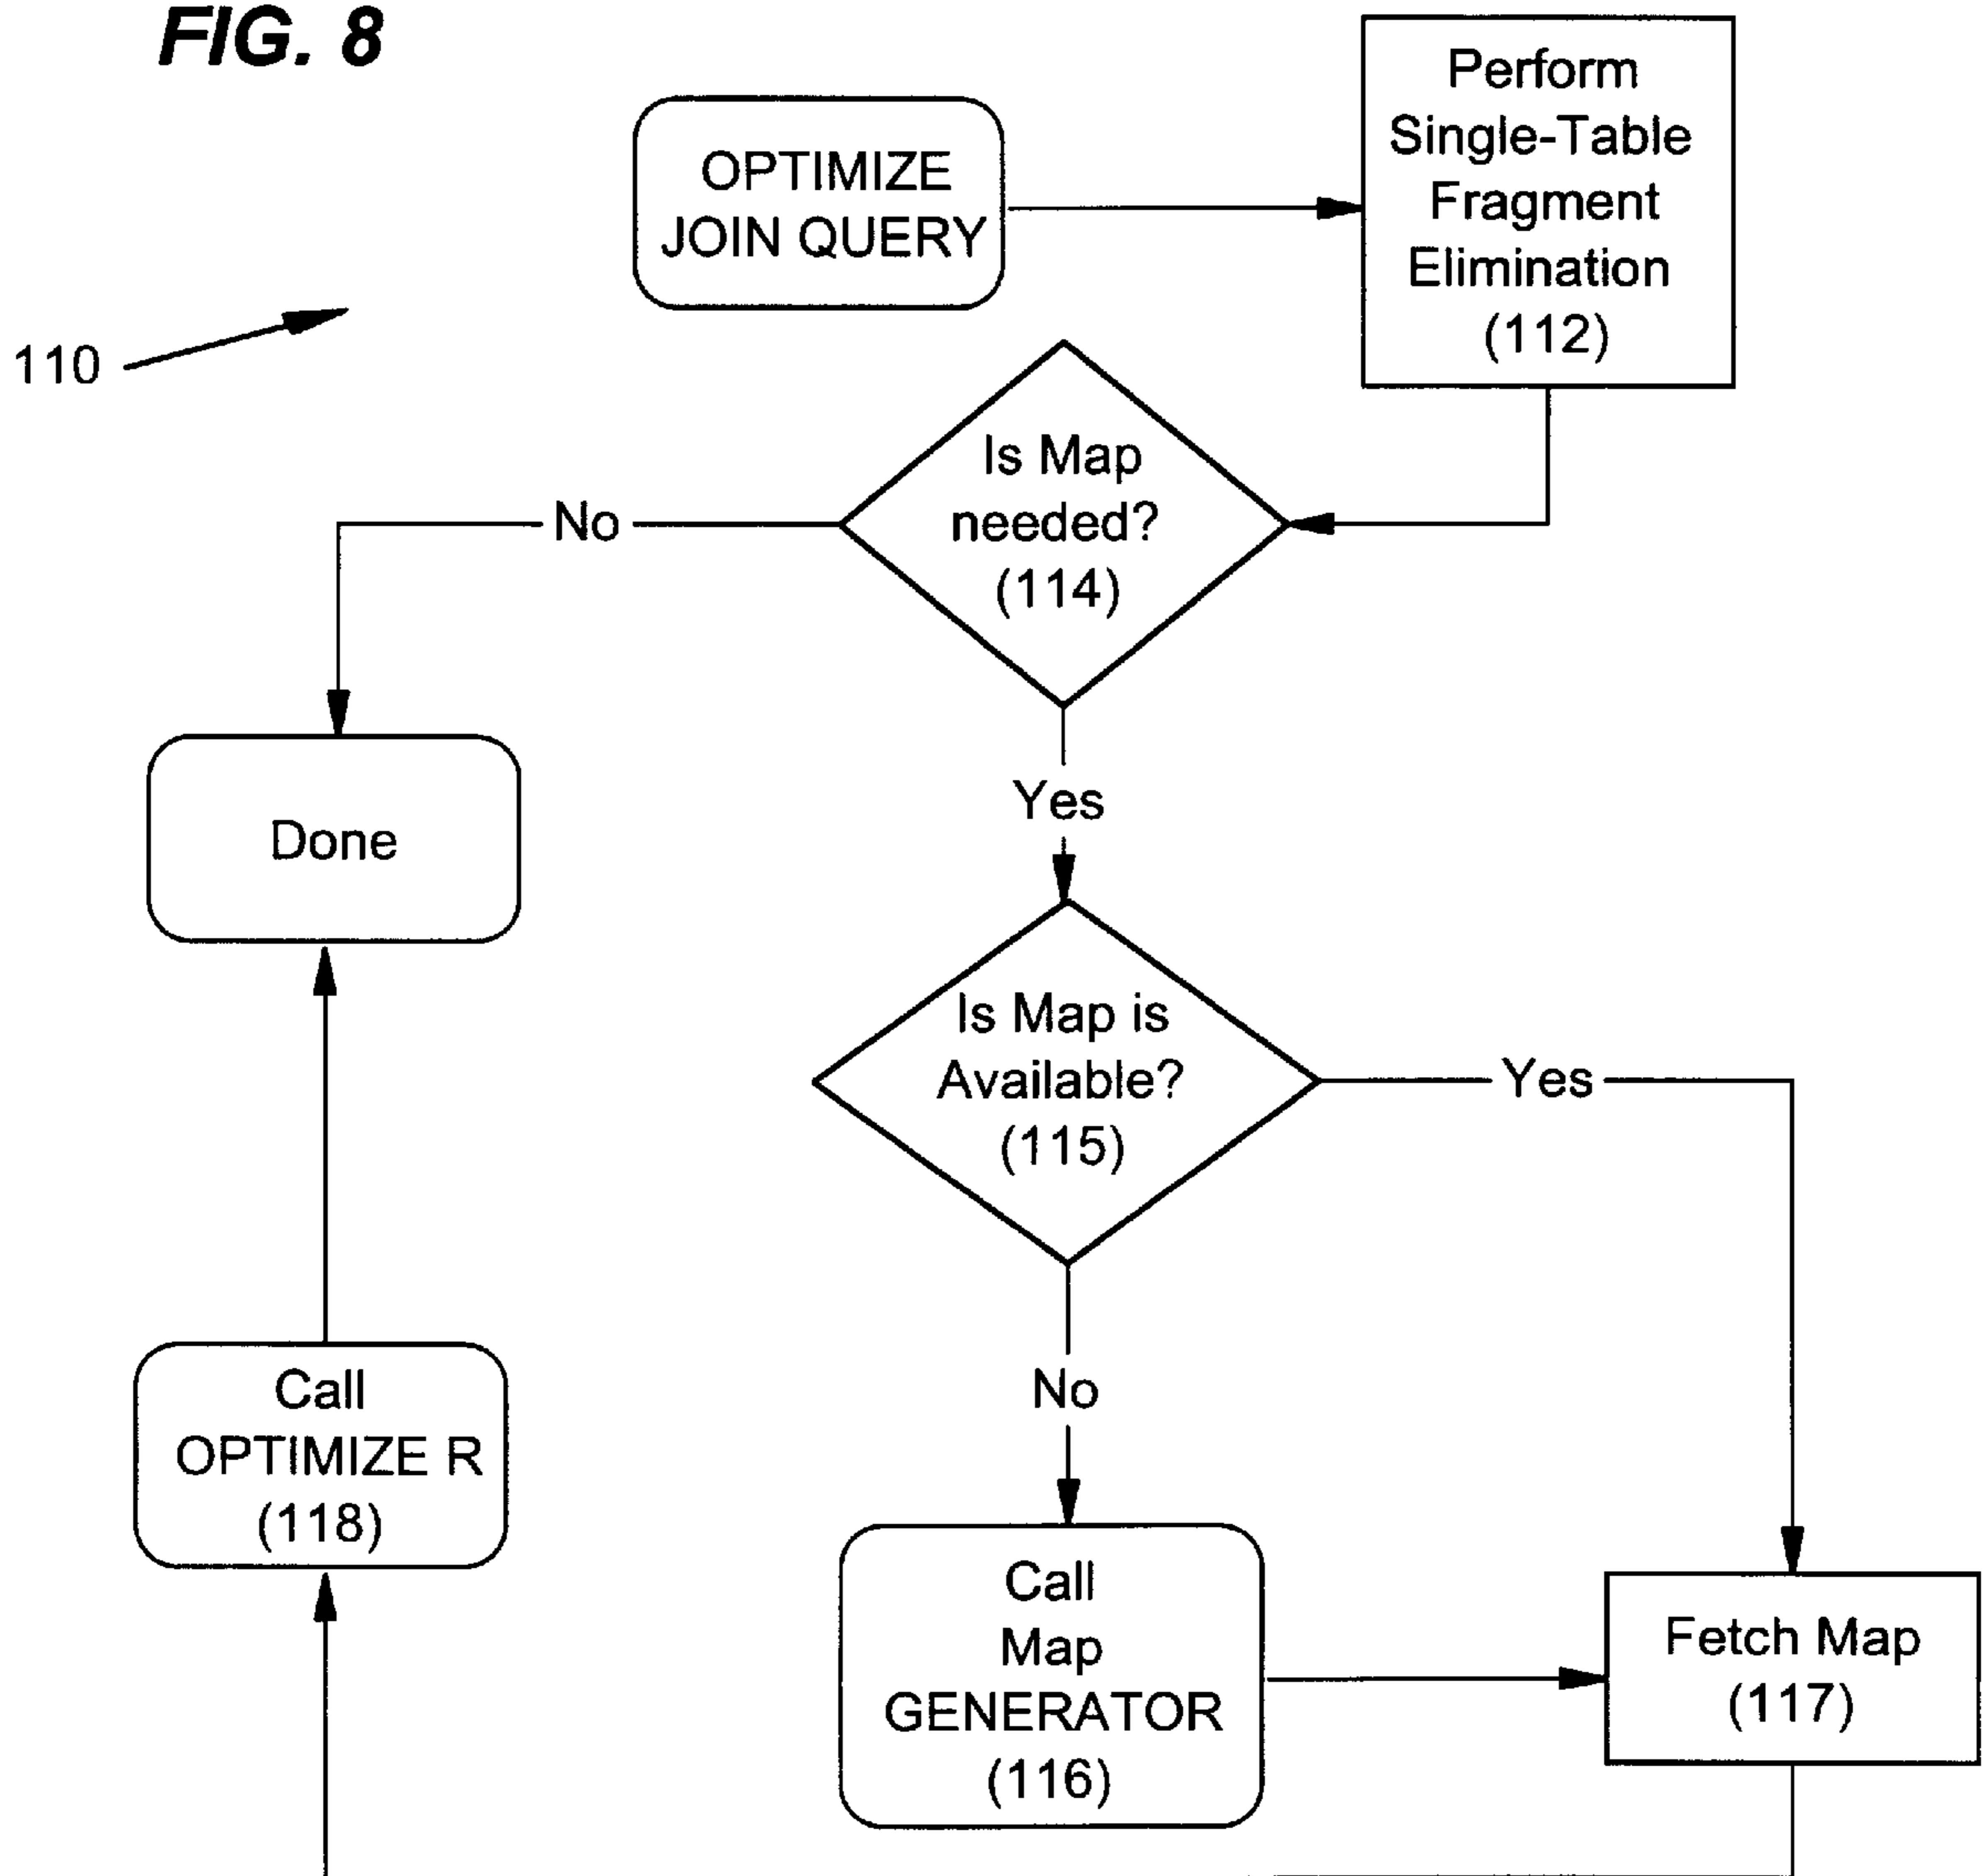 FIG. 8
OPTIMIZE
JOIN QUERY
Perform
Single-Table
Fragment
Elimination
(112)
110
Is Map
needed?
(114)
No
Yes
Done
Is Map is
Available?
(115)
Yes
No
Call
OPTIMIZE R
(118)
Call
Map
GENERATOR
(116)
Fetch Map
(117)